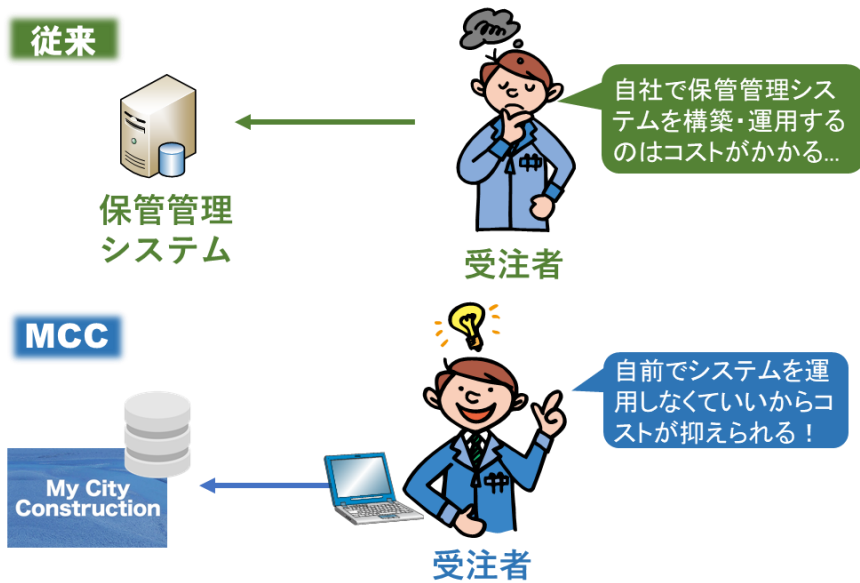 従来
自社で保管管理シス
テムを構築・運用する
のはコストがかかる...
保管管理
システム
受注者
MCC
自前でシステムを運
用しなくていいからコ
ストが抑えられる！
My City
Construction
受注者